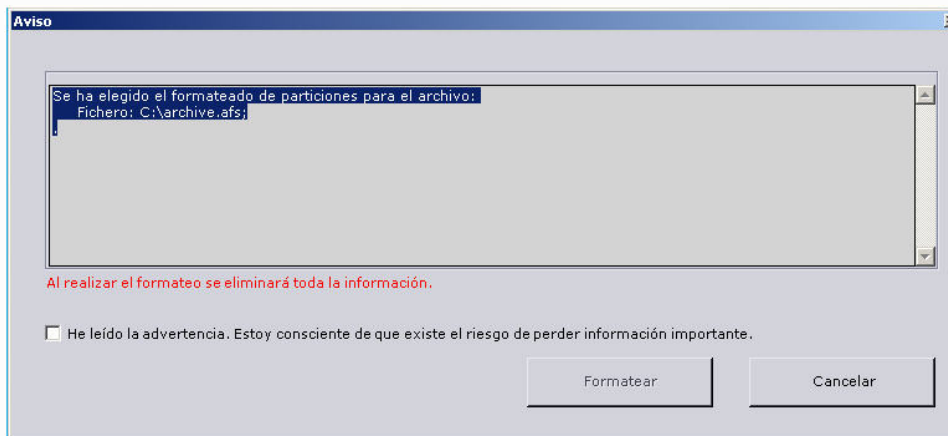 Aviso
Se ha elegido el formateado de particiones para el archivo:
Fichero: C:\archive.afs;
.
Al realizar el formateo se eliminará toda la información.
He leído la advertencia. Estoy consciente de que existe el riesgo de perder información importante.
Formatear
Cancelar